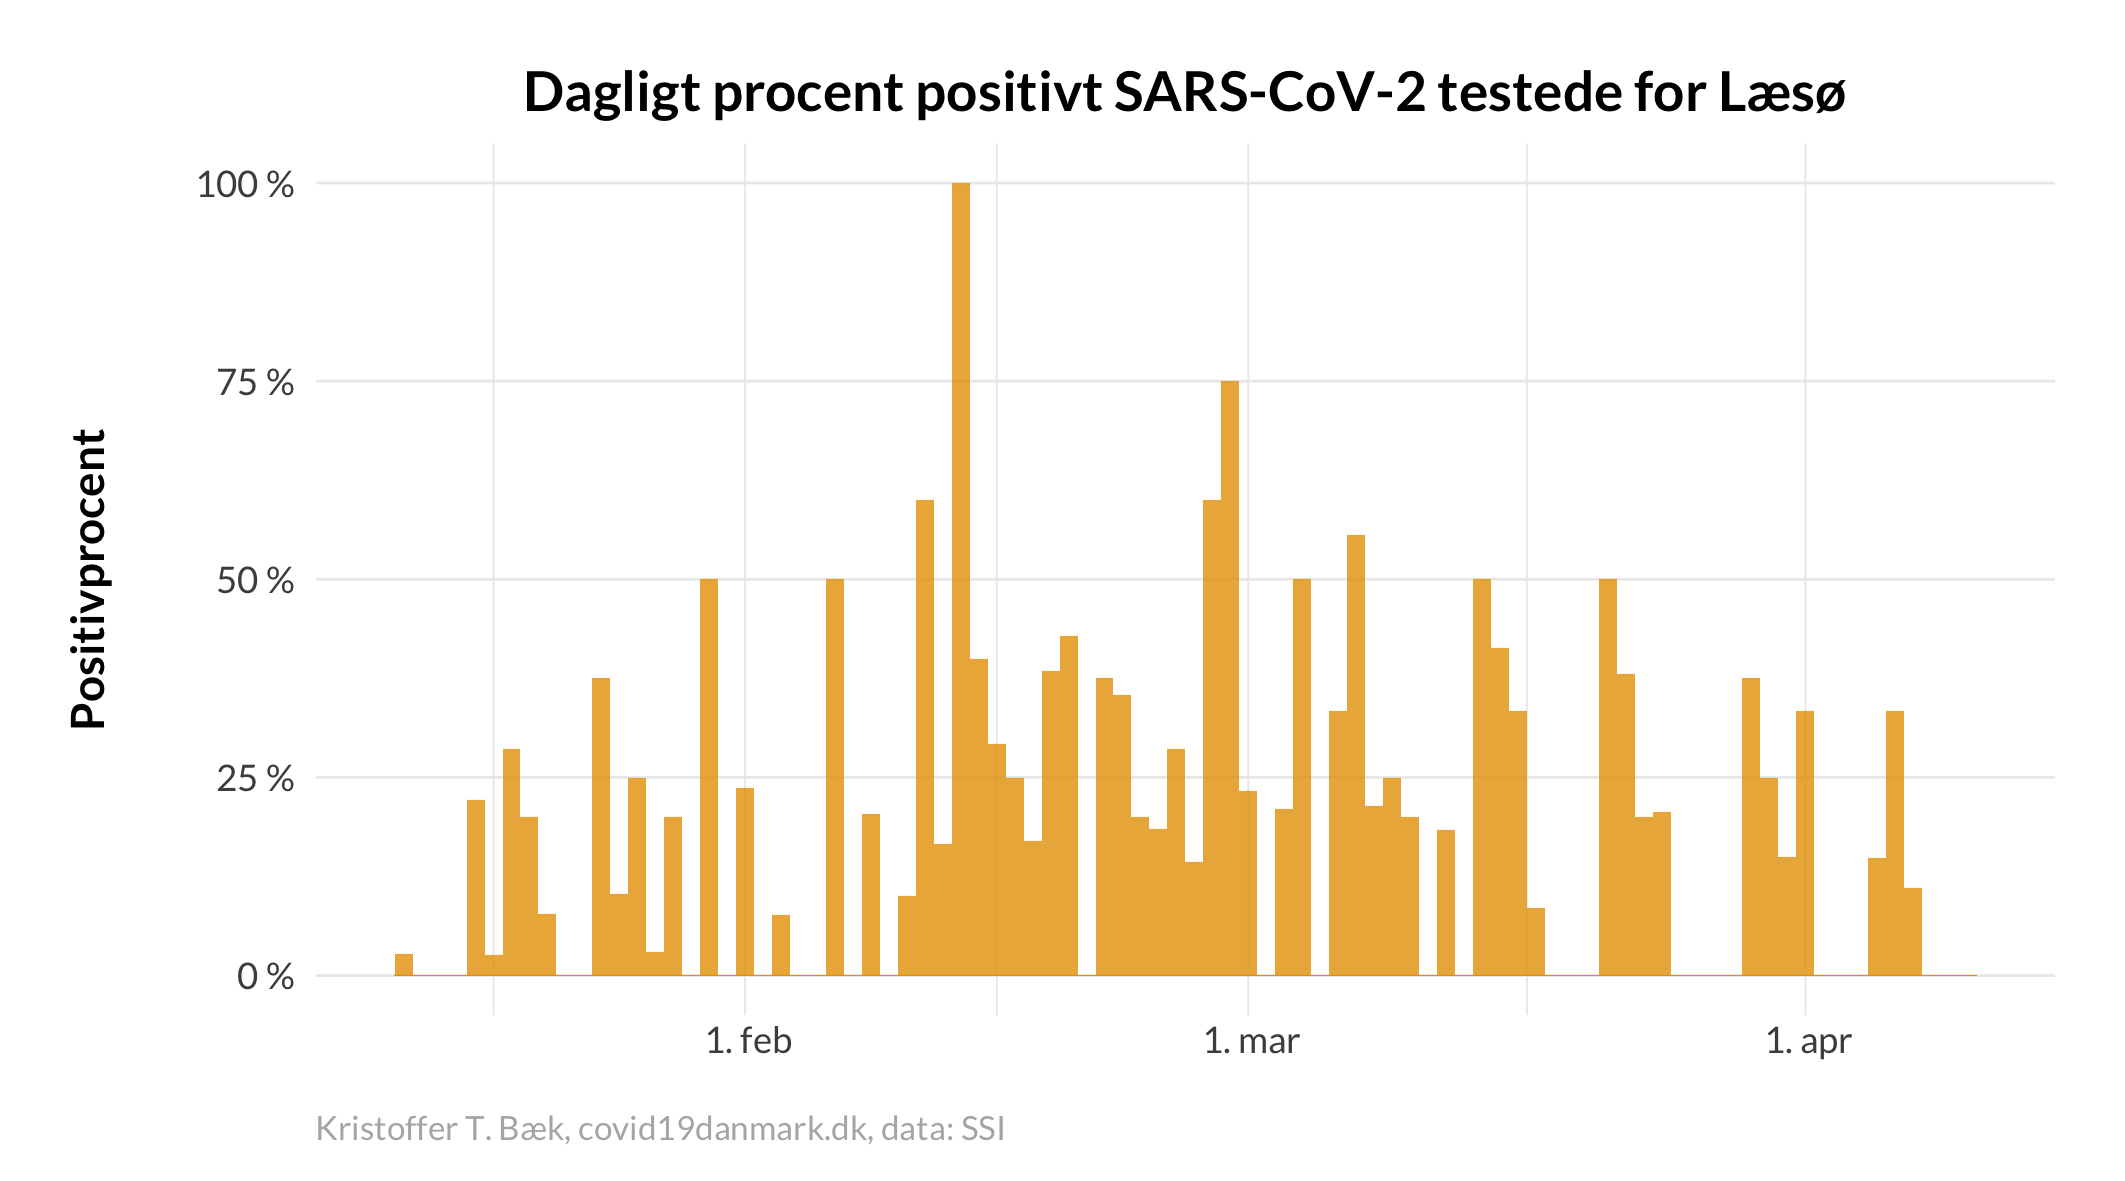 Dagligt procent positivt SARS-CoV-2 testede for Læsø
Positivprocent
100 %
75 %
50 %
25 %
0 %
1. feb
1. mar
1. apr
Kristoffer T. Bæk, covid19danmark.dk, data: SSI